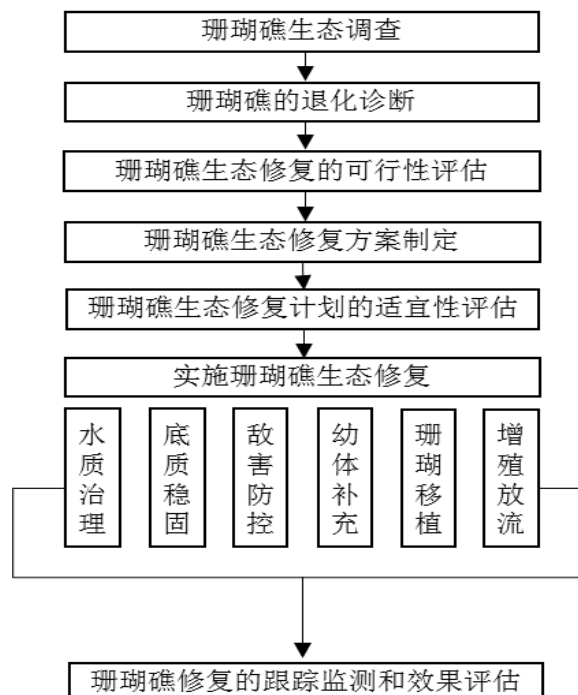 珊瑚礁生态调查
珊瑚礁的退化诊断
珊瑚礁生态修复的可行性评估
珊瑚礁生态修复方案制定
珊瑚礁生态修复计划的适宜性评估
实施珊瑚礁生态修复
水质治理
底质稳固
敌害防控
幼体补充
珊瑚移植
增殖放流
珊瑚礁修复的跟踪监测和效果评估